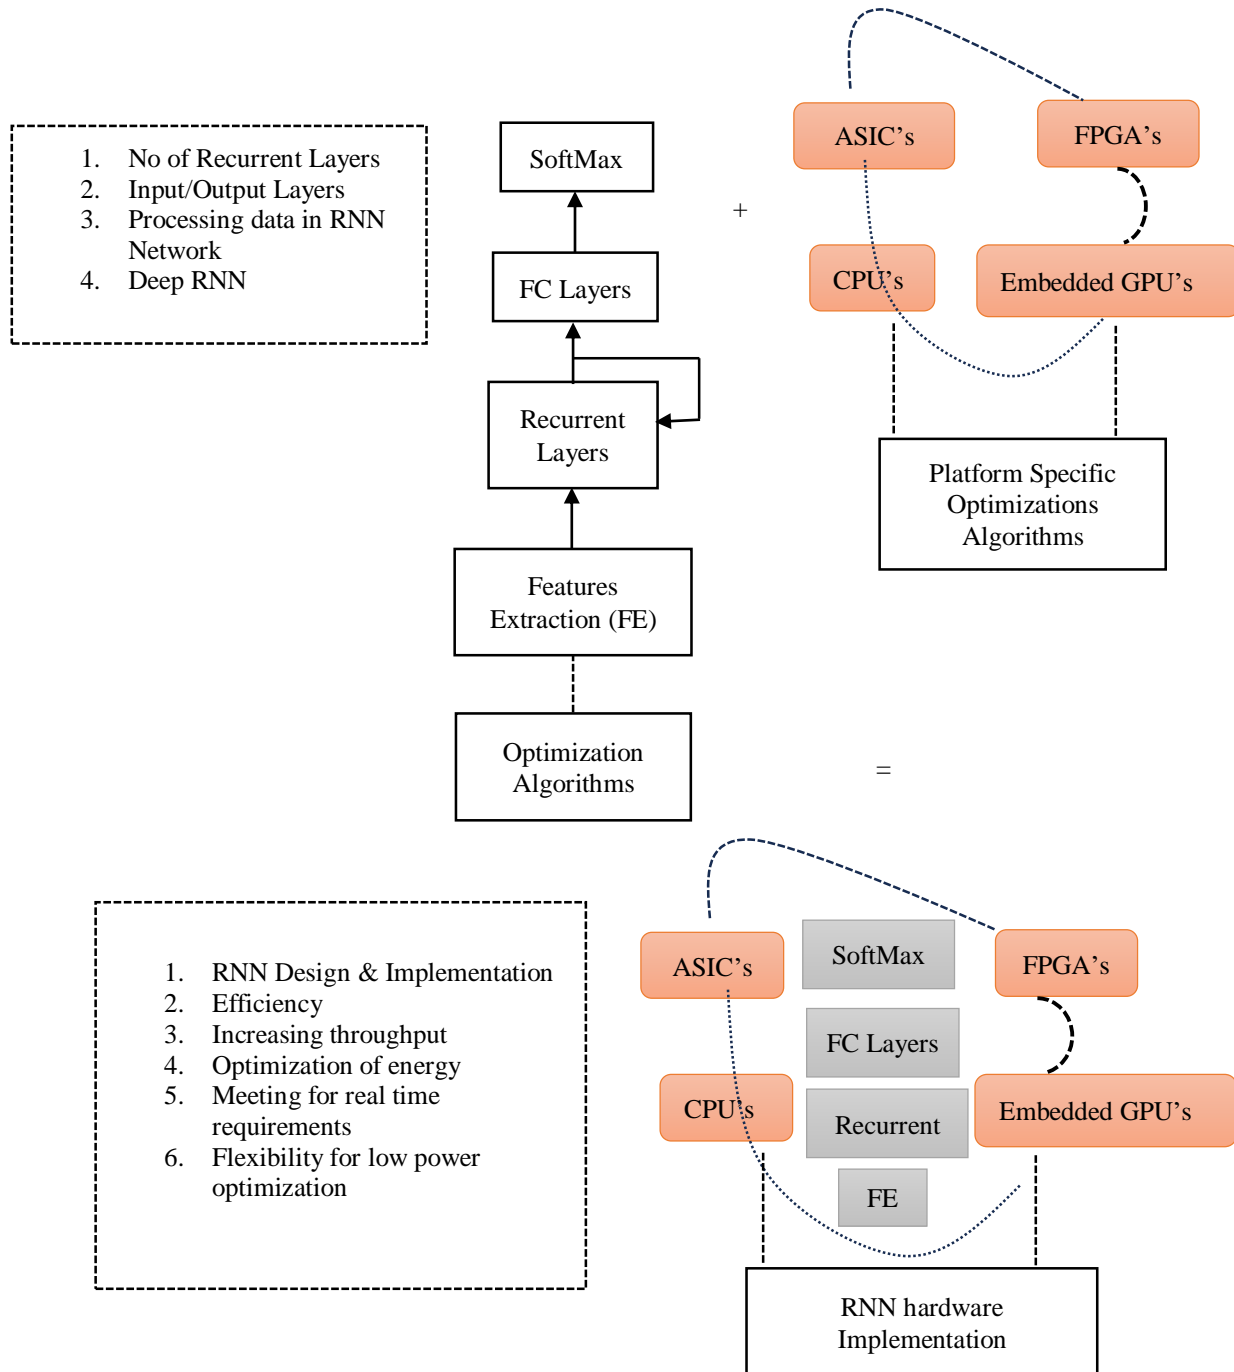 1. No of Recurrent Layers
2. Input/Output Layers
3. Processing data in RNN
Network
4. Deep RNN
SoftMax
FC Layers
Recurrent
Layers
Features
Extraction (FE)
Optimization
Algorithms
+
ASIC's
FPGA's
CPU's
Embedded GPU's
Platform Specific
Optimizations
Algorithms
=
1. RNN Design & Implementation
2. Efficiency
3. Increasing throughput
4. Optimization of energy
5. Meeting for real time
requirements
6. Flexibility for low power
optimization
ASIC's
SoftMax
FPGA's
FC Layers
CPU's
Recurrent
Embedded GPU's
FE
RNN hardware
Implementation